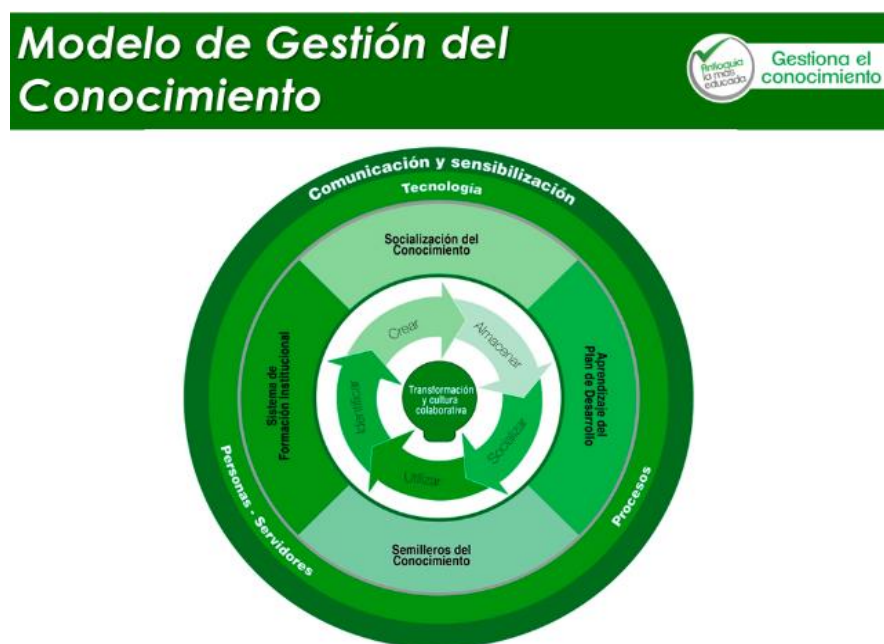 Modelo de Gestión del
Conocimiento
Antioquia
la más
educada
Gestiona el
conocimiento
Comunicación y sensibilización
Tecnología
Socialización del
Conocimiento
Crear
Almacenar
Sistema de
Formación Institucional
Identificar
Transformación
y cultura
colaborativa
Aprendizaje del
Plan de Desarrollo
Socializar
Utilizar
Personas - Servidores
Procesos
Semilleros del
Conocimiento